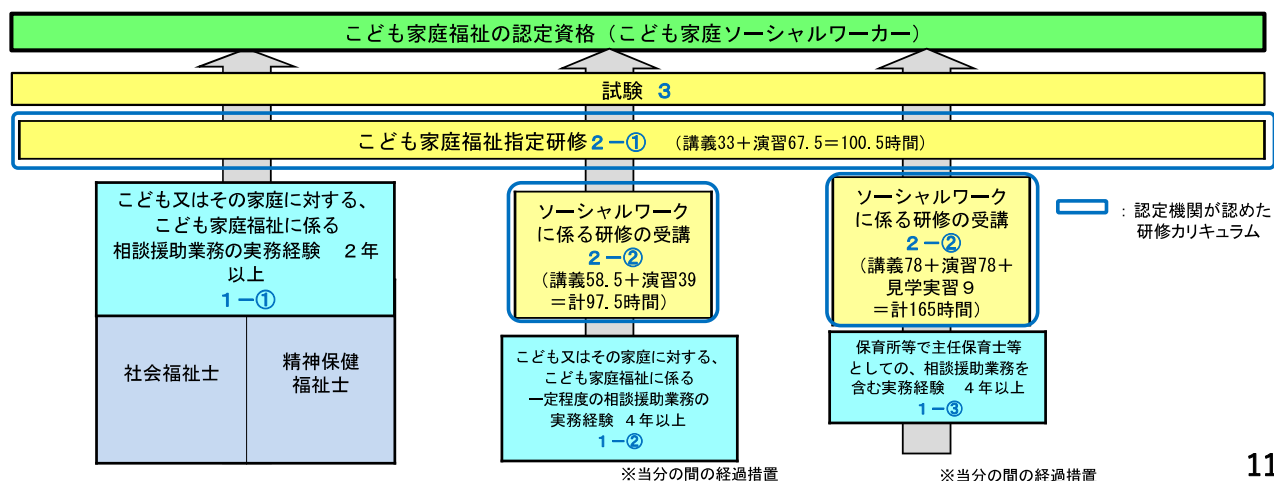 こども家庭福祉の認定資格（こども家庭ソーシャルワーカー）
試験 3
こども家庭福祉指定研修 2－① （講義33＋演習67.5＝100.5時間）
こども又はその家庭に対する、
こども家庭福祉に係る
相談援助業務の実務経験 2年
以上
1－①
社会福祉士
精神保健
福祉士
ソーシャルワーク
に係る研修の受講
2－②
（講義58.5＋演習39
＝計97.5時間）
こども又はその家庭に対する、
こども家庭福祉に係る
一定程度の相談援助業務の
実務経験 4年以上
1－②
※当分の間の経過措置
ソーシャルワーク
に係る研修の受講
2－②
（講義78＋演習78＋
見学実習９
＝計165時間）
保育所等で主任保育士等
としての、相談援助業務を
含む実務経験 4年以上
1－③
※当分の間の経過措置
：認定機関が認めた
研修カリキュラム
11